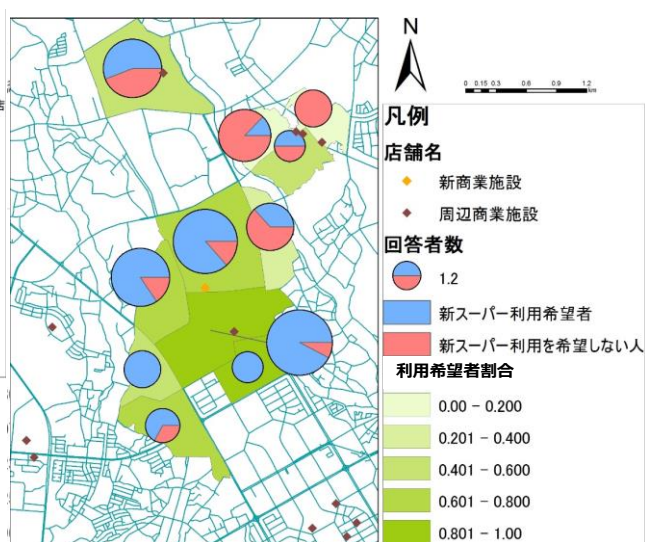 N
0 0.15 0.3 0.6 0.9 1.2
km
凡例
店舗名
新商業施設
周辺商業施設
回答者数
1.2
新スーパー利用希望者
新スーパー利用を希望しない人
利用希望者割合
0.00 - 0.200
0.201 - 0.400
0.401 - 0.600
0.601 - 0.800
0.801 - 1.00